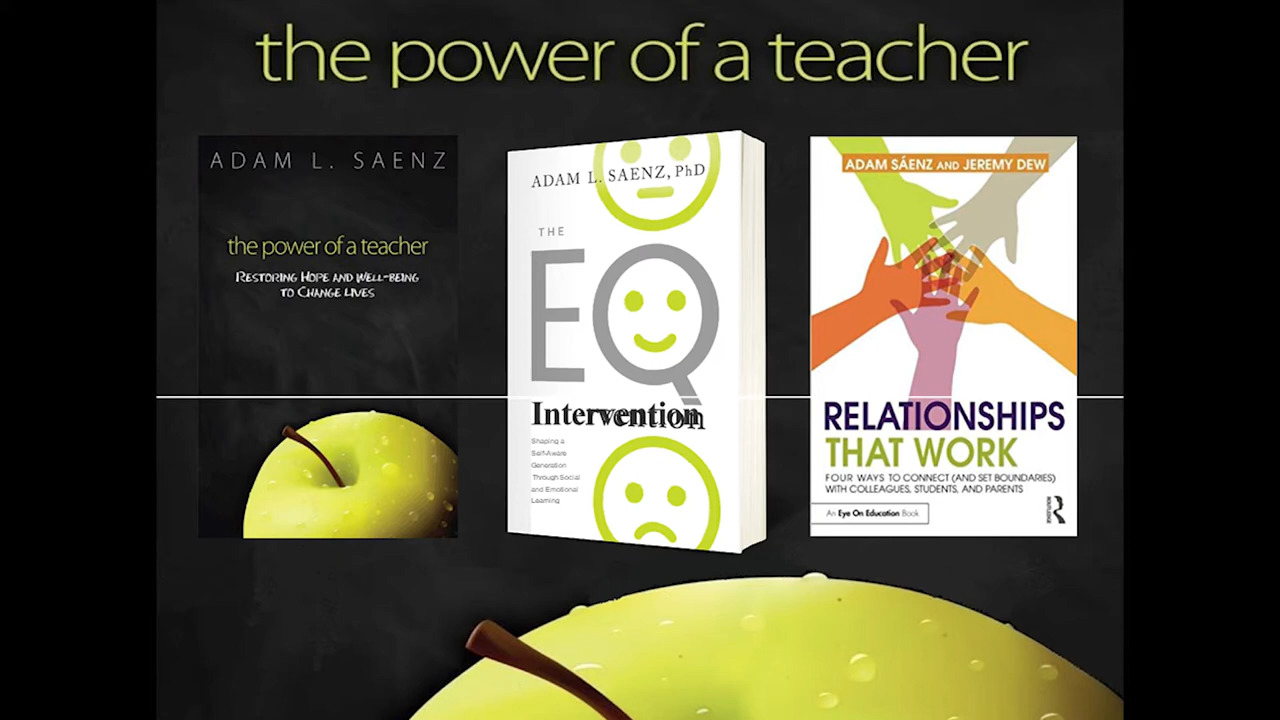 the power of a teacher
ADAM L. SAENZ
the power of a teacher
RESTORING HOPE AND WELL-BEING
TO CHANGE LIVES
ADAM L. SAENZ, PhD
THE
EQ
Intervention
Shaping a
Self-Aware
Generation
Through Social
and Emotional
Learning
ADAM SÁENZ AND JEREMY DEW
RELATIONSHIPS
THAT WORK
FOUR WAYS TO CONNECT (AND SET BOUNDARIES)
WITH COLLEAGUES, STUDENTS, AND PARENTS
An Eye On Education Book
ROUTLEDGE